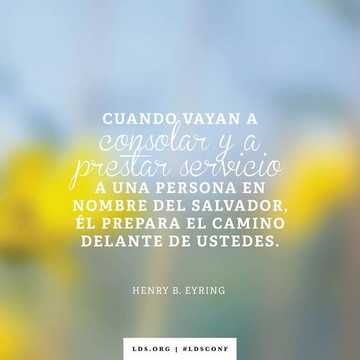 CUANDO VAYAN A
consolar y a
prestar servicio
A UNA PERSONA EN
NOMBRE DEL SALVADOR,
ÉL PREPARA EL CAMINO
DELANTE DE USTEDES.
HENRY B. EYRING
LDS.ORG | #LDSCONF